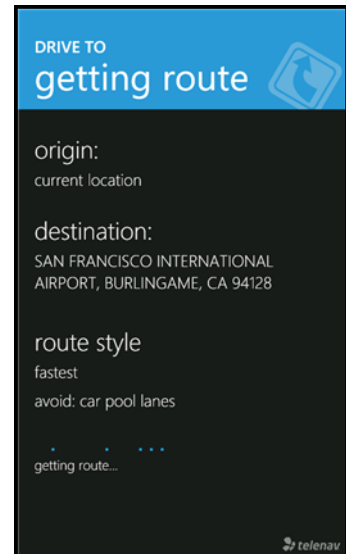 DRIVE TO
getting route
origin:
current location
destination:
SAN FRANCISCO INTERNATIONAL
AIRPORT, BURLINGAME, CA 94128
route style
fastest
avoid: car pool lanes
getting route...
telenav